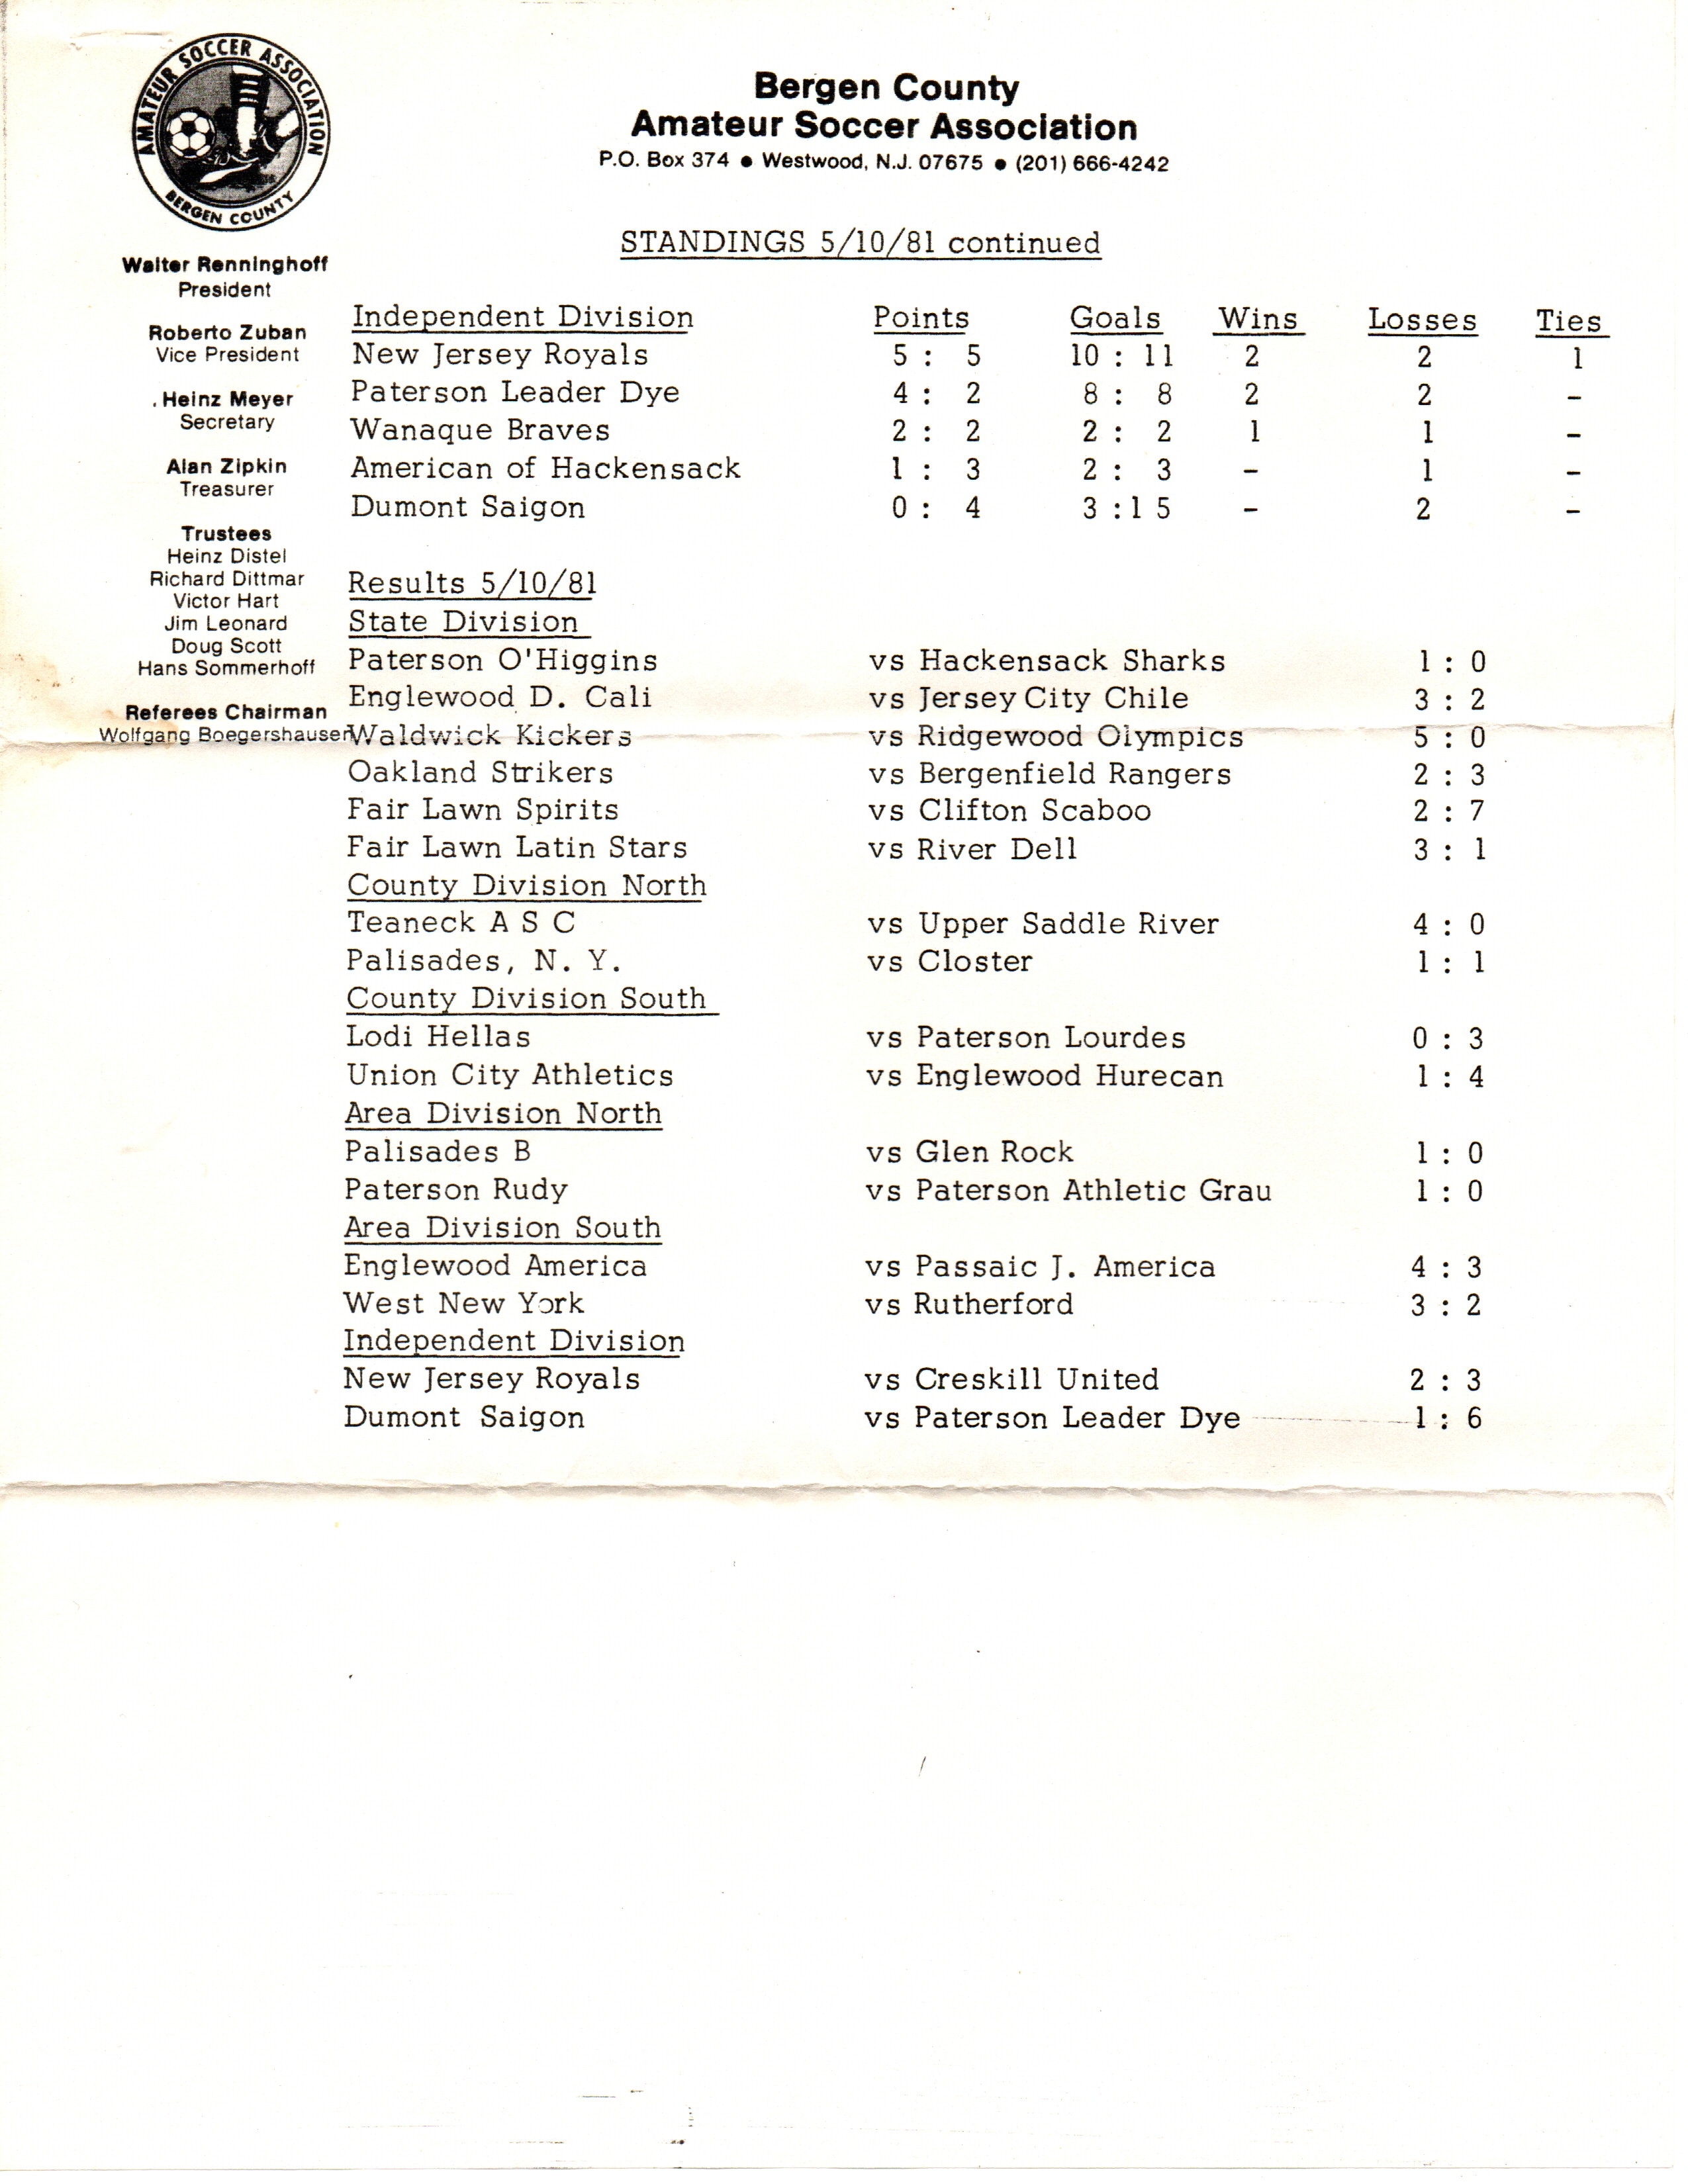 AMATEUR SOCCER ASSOCIATION
BERGEN COUNTY
Bergen County
Amateur Soccer Association
P.O. Box 374 ● Westwood, N.J. 07675 ● (201) 666-4242
STANDINGS 5/10/81 continued
Walter Renninghoff
President
Roberto Zuban
Vice President
Heinz Meyer
Secretary
Alan Zipkin
Treasurer
Trustees
Heinz Distel
Richard Dittmar
Victor Hart
Jim Leonard
Doug Scott
Hans Sommerhoff
Referees Chairman
Wolfgang Boegershausen
Independent Division Points Goals Wins Losses Ties
New Jersey Royals 5 : 5 10 : 11 2 2 1
Paterson Leader Dye 4 : 2 8 : 8 2 2 -
Wanaque Braves 2 : 2 2 : 2 1 1 -
American of Hackensack 1 : 3 2 : 3 - 1 -
Dumont Saigon 0 : 4 3 :1 5 - 2 -
Results 5/10/81
State Division
Paterson O'Higgins vs Hackensack Sharks 1 : 0
Englewood D. Cali vs Jersey City Chile 3 : 2
Waldwick Kickers vs Ridgewood Olympics 5 : 0
Oakland Strikers vs Bergenfield Rangers 2 : 3
Fair Lawn Spirits vs Clifton Scaboo 2 : 7
Fair Lawn Latin Stars vs River Dell 3 : 1
County Division North
Teaneck A S C vs Upper Saddle River 4 : 0
Palisades, N. Y. vs Closter 1 : 1
County Division South
Lodi Hellas vs Paterson Lourdes 0 : 3
Union City Athletics vs Englewood Hurecan 1 : 4
Area Division North
Palisades B vs Glen Rock 1 : 0
Paterson Rudy vs Paterson Athletic Grau 1 : 0
Area Division South
Englewood America vs Passaic J. America 4 : 3
West New York vs Rutherford 3 : 2
Independent Division
New Jersey Royals vs Creskill United 2 : 3
Dumont Saigon vs Paterson Leader Dye 1 : 6